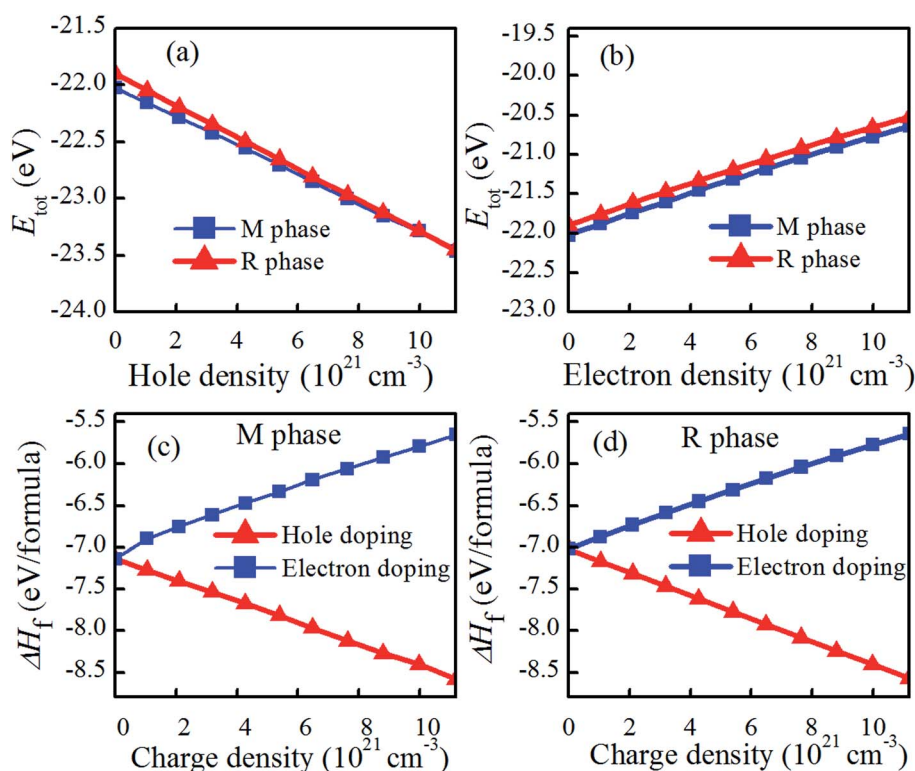 (a)
-21.5
-22.0
-22.5
-23.0
-23.5
-24.0
E_tot (eV)
M phase
R phase
0 2 4 6 8 10
Hole density (10^21 cm^-3)
(b)
-19.5
-20.0
-20.5
-21.0
-21.5
-22.0
-22.5
-23.0
E_tot (eV)
M phase
R phase
0 2 4 6 8 10
Electron density (10^21 cm^-3)
(c) M phase
-5.5
-6.0
-6.5
-7.0
-7.5
-8.0
-8.5
ΔH_f (eV/formula)
Hole doping
Electron doping
0 2 4 6 8 10
Charge density (10^21 cm^-3)
(d) R phase
-5.5
-6.0
-6.5
-7.0
-7.5
-8.0
-8.5
ΔH_f (eV/formula)
Hole doping
Electron doping
0 2 4 6 8 10
Charge density (10^21 cm^-3)